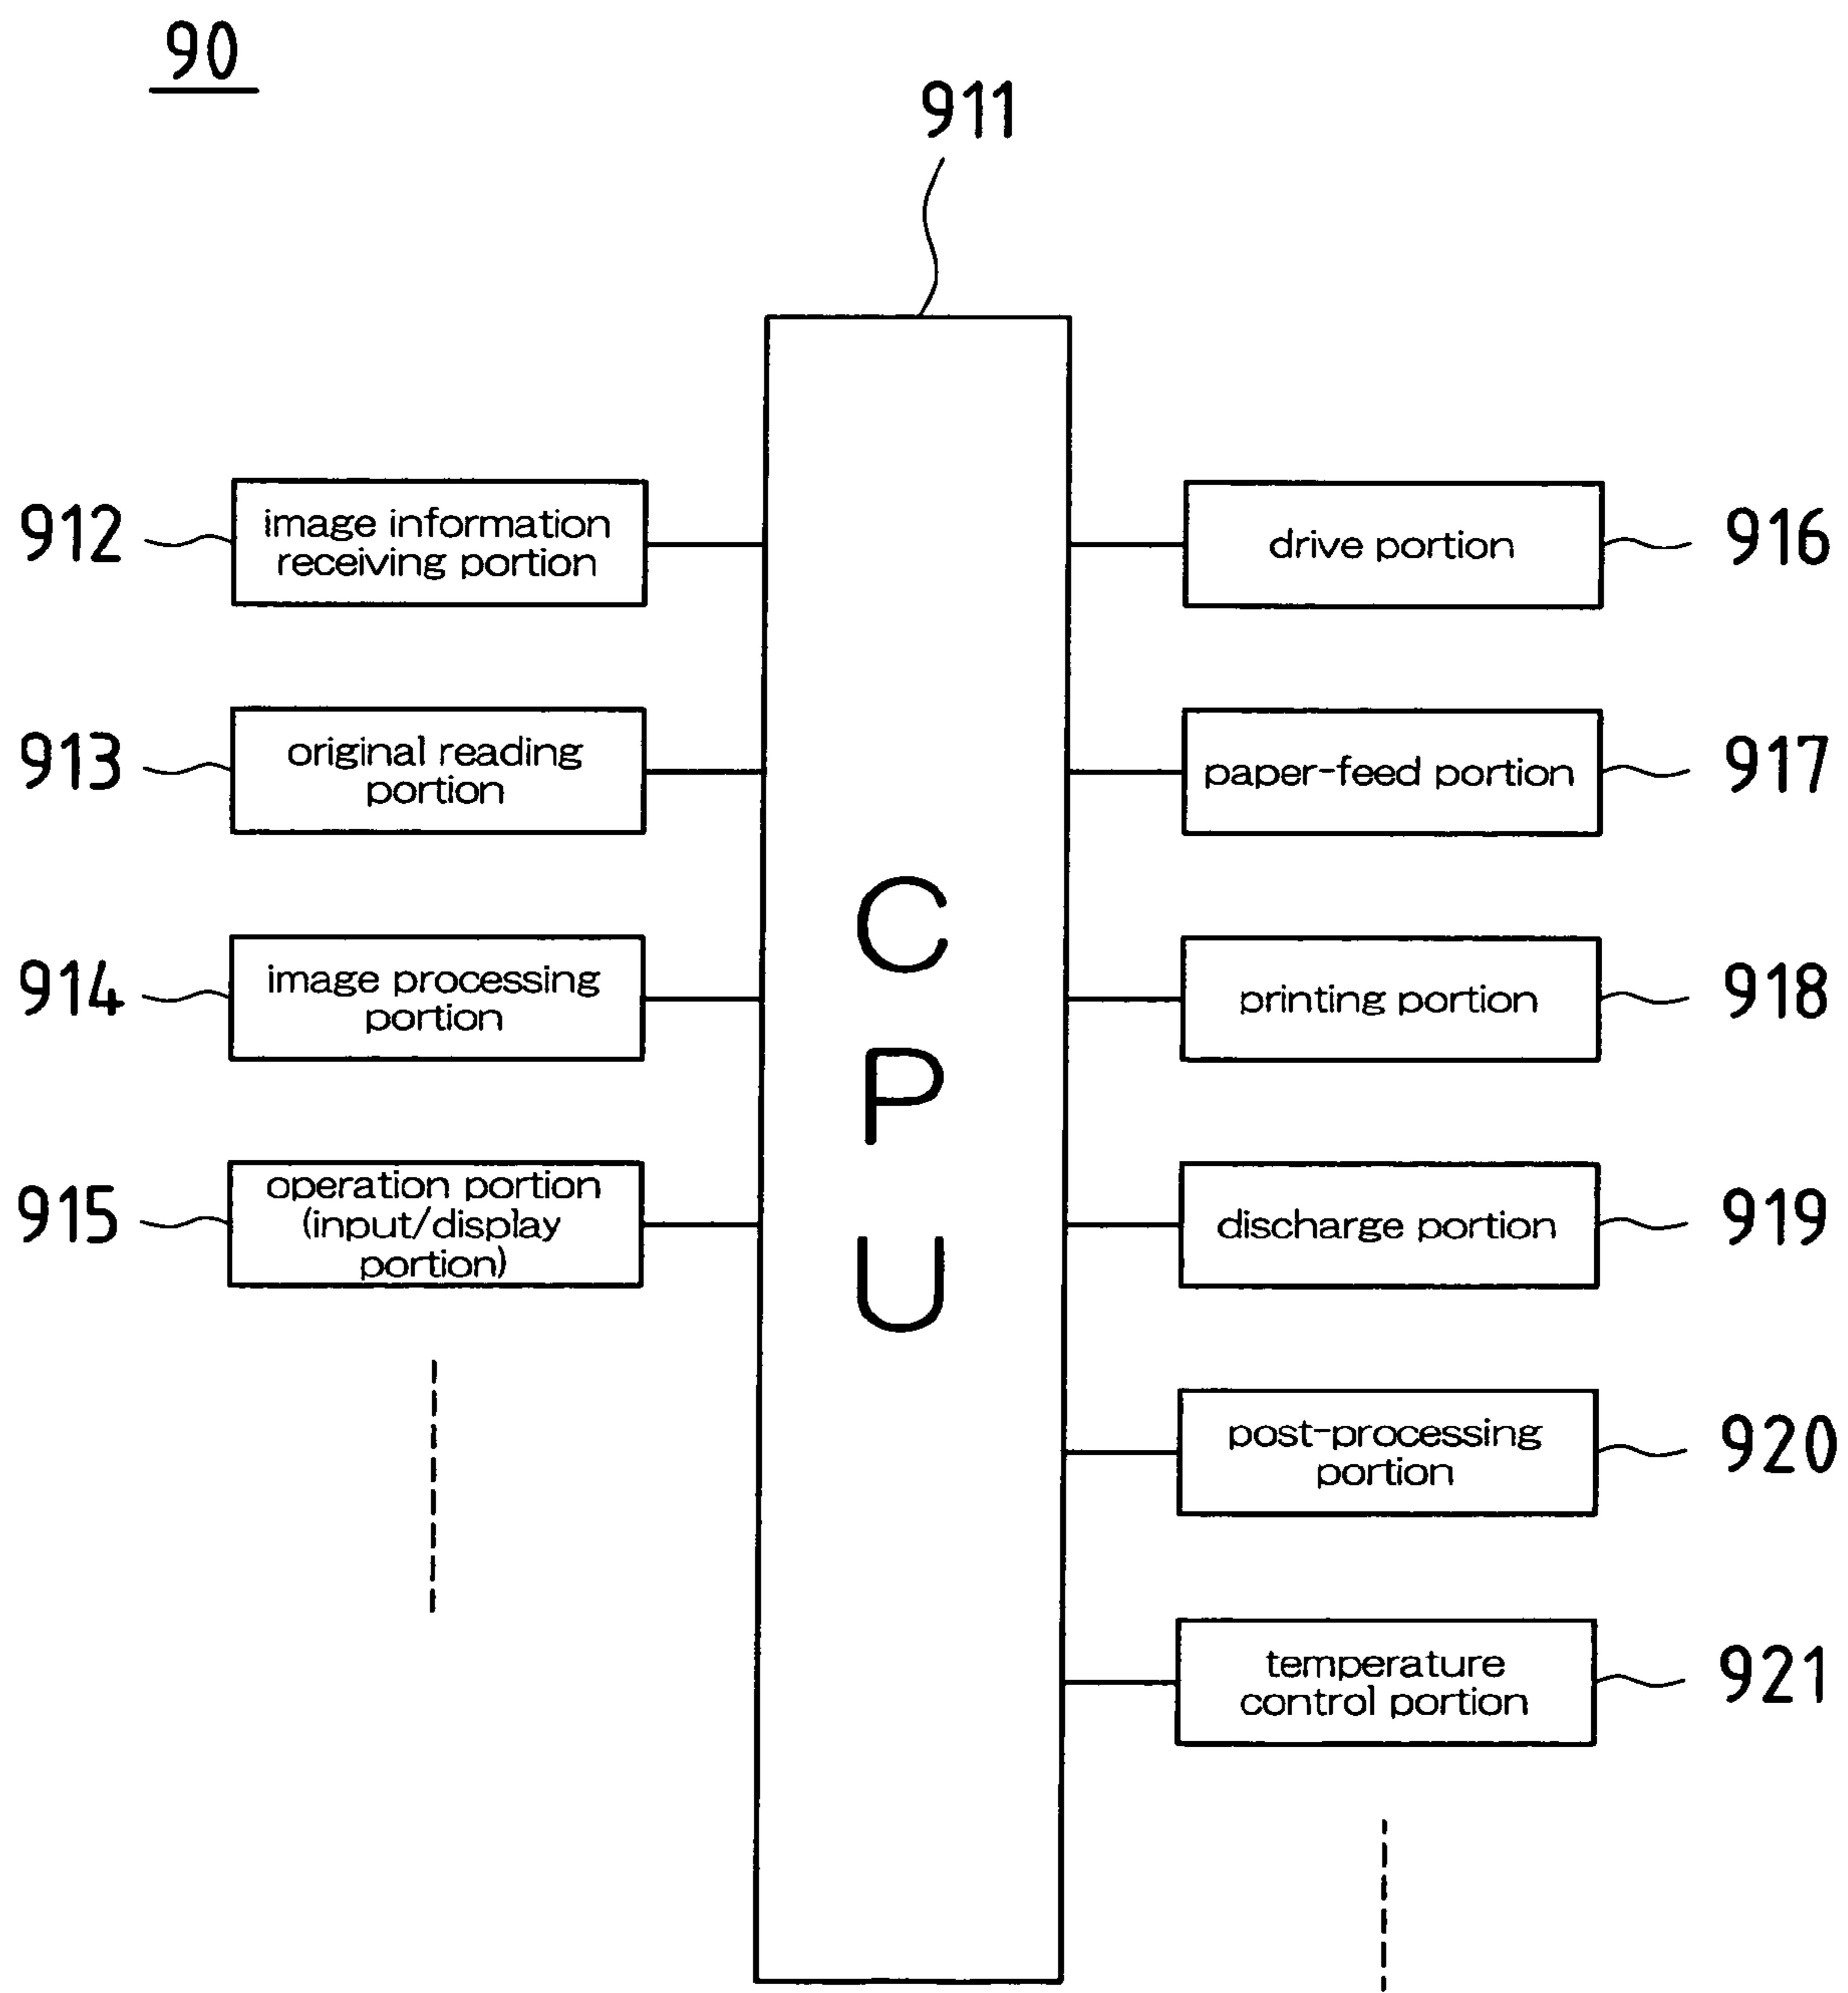 90
911
912
image information
receiving portion
913
original reading
portion
914
image processing
portion
915
operation portion
(input/display
portion)
C
P
U
drive portion
916
paper-feed portion
917
printing portion
918
discharge portion
919
post-processing
portion
920
temperature
control portion
921